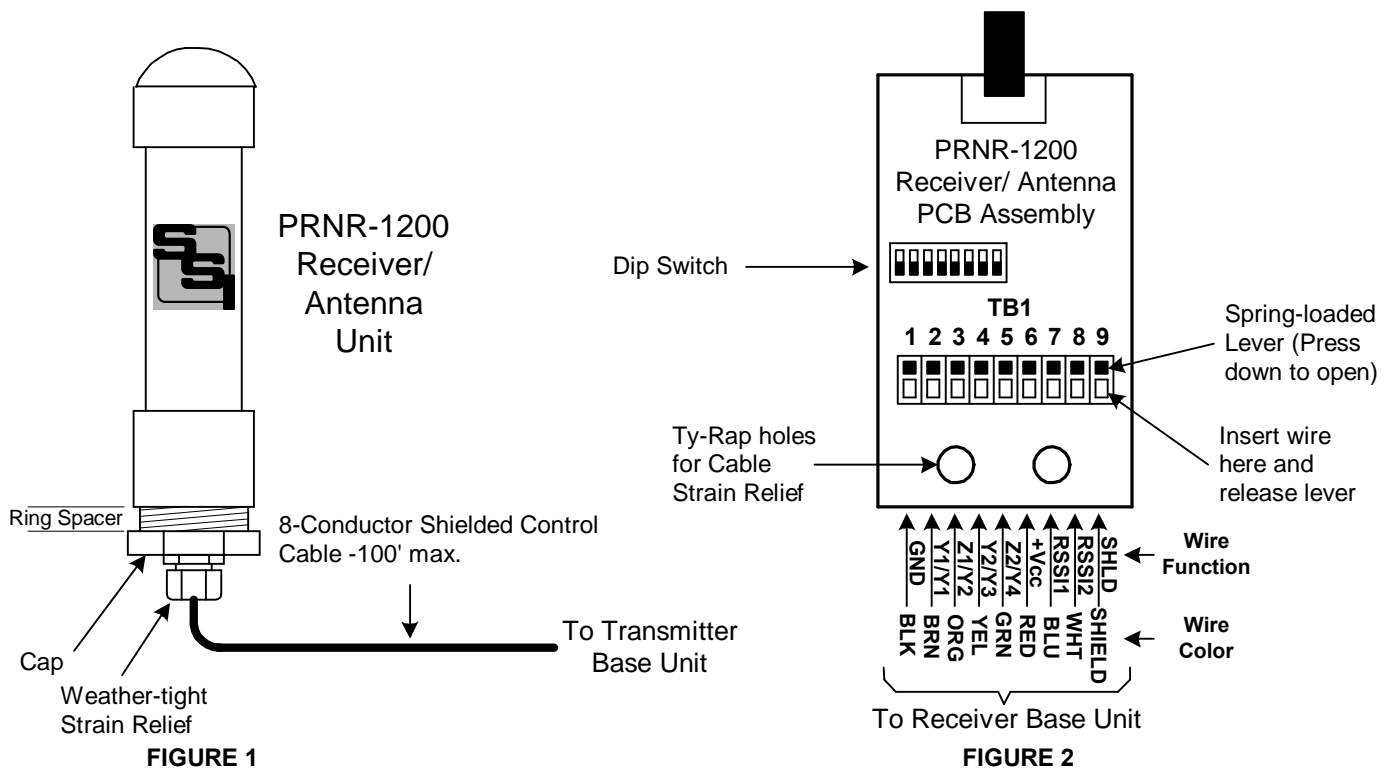 SSI
PRNR-1200
Receiver/
Antenna
Unit
Ring Spacer
8-Conductor Shielded Control
Cable -100' max.
To Transmitter
Base Unit
Cap
Weather-tight
Strain Relief
FIGURE 1
PRNR-1200
Receiver/ Antenna
PCB Assembly
Dip Switch
TB1
1 2 3 4 5 6 7 8 9
Spring-loaded
Lever (Press
down to open)
Ty-Rap holes
for Cable
Strain Relief
Insert wire
here and
release lever
GND
Y1/Y1
Z1/Y2
Y2/Y3
Z2/Y4
+Vcc
RSSI1
RSSI2
SHLD
Wire
Function
BLK
BRN
ORG
YEL
GRN
RED
BLU
WHT
SHIELD
Wire
Color
To Receiver Base Unit
FIGURE 2